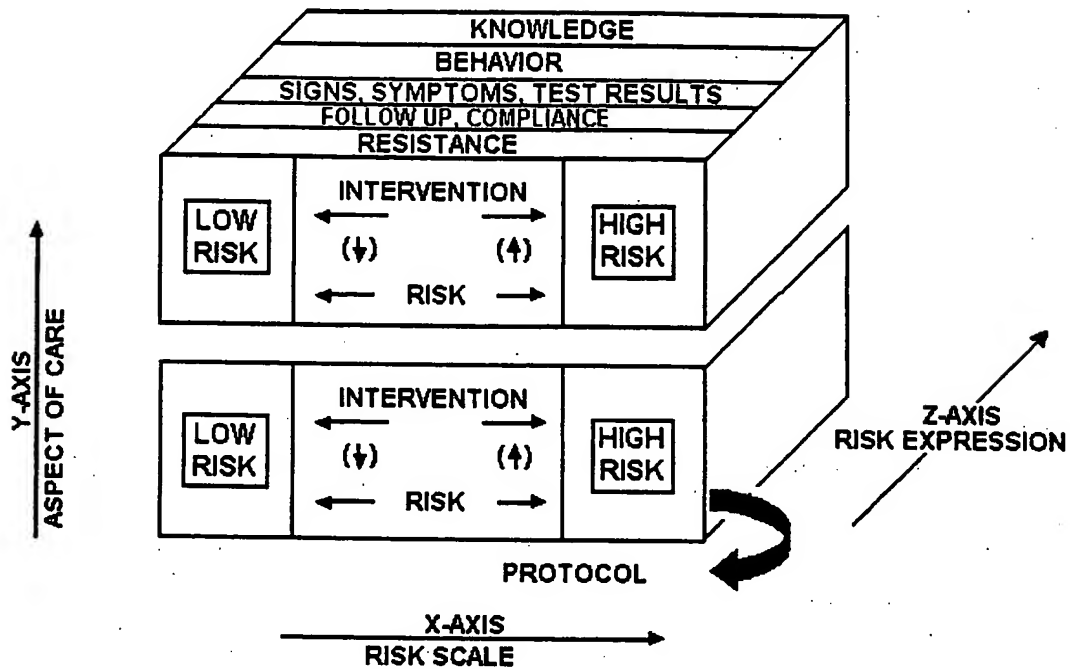 KNOWLEDGE
BEHAVIOR
SIGNS, SYMPTOMS, TEST RESULTS
FOLLOW UP, COMPLIANCE
RESISTANCE
INTERVENTION
LOW
RISK
(↓)
(↑)
HIGH
RISK
RISK
INTERVENTION
LOW
RISK
(↓)
(↑)
HIGH
RISK
RISK
Y-AXIS
ASPECT OF CARE
Z-AXIS
RISK EXPRESSION
PROTOCOL
X-AXIS
RISK SCALE